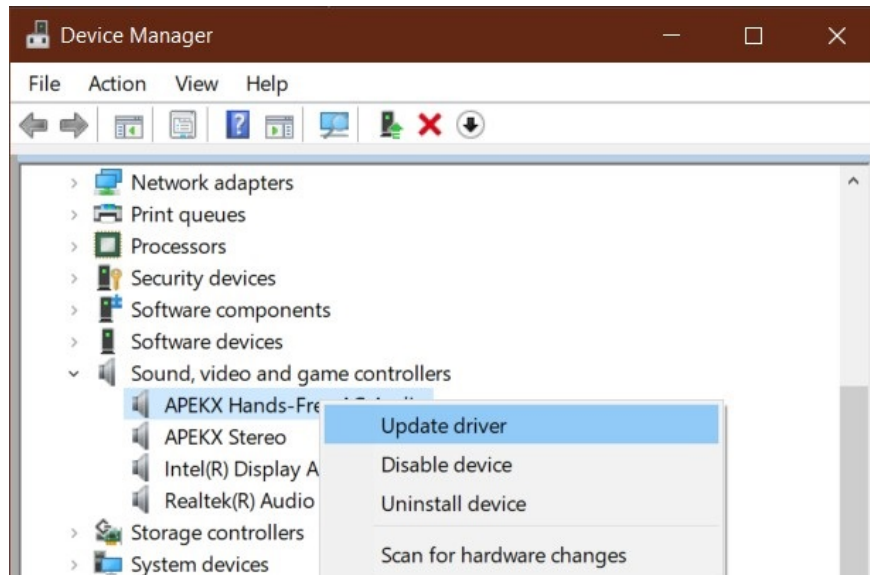 Device Manager
File Action View Help
Network adapters
Print queues
Processors
Security devices
Software components
Software devices
Sound, video and game controllers
APEKX Hands-Free
Update driver
APEKX Stereo
Disable device
Intel(R) Display A
Realtek(R) Audio
Uninstall device
Storage controllers
Scan for hardware changes
System devices